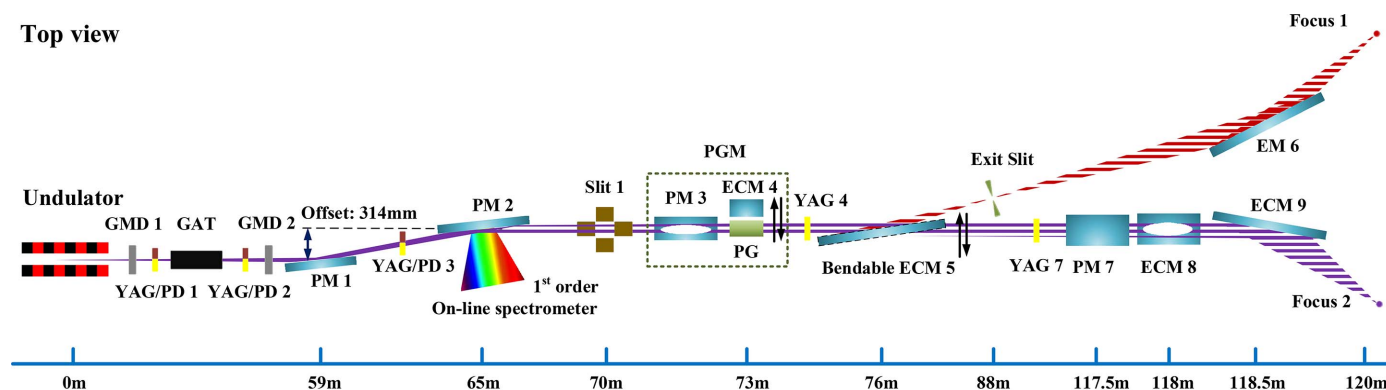 Top view
Focus 1
Undulator
GMD 1
GAT
GMD 2
Offset: 314mm
PM 2
Slit 1
PGM
PM 3
ECM 4
YAG 4
Exit Slit
EM 6
ECM 9
YAG/PD 1
YAG/PD 2
PM 1
YAG/PD 3
1st order
On-line spectrometer
PG
Bendable ECM 5
YAG 7
PM 7
ECM 8
Focus 2
0m
59m
65m
70m
73m
76m
88m
117.5m
118m
118.5m
120m